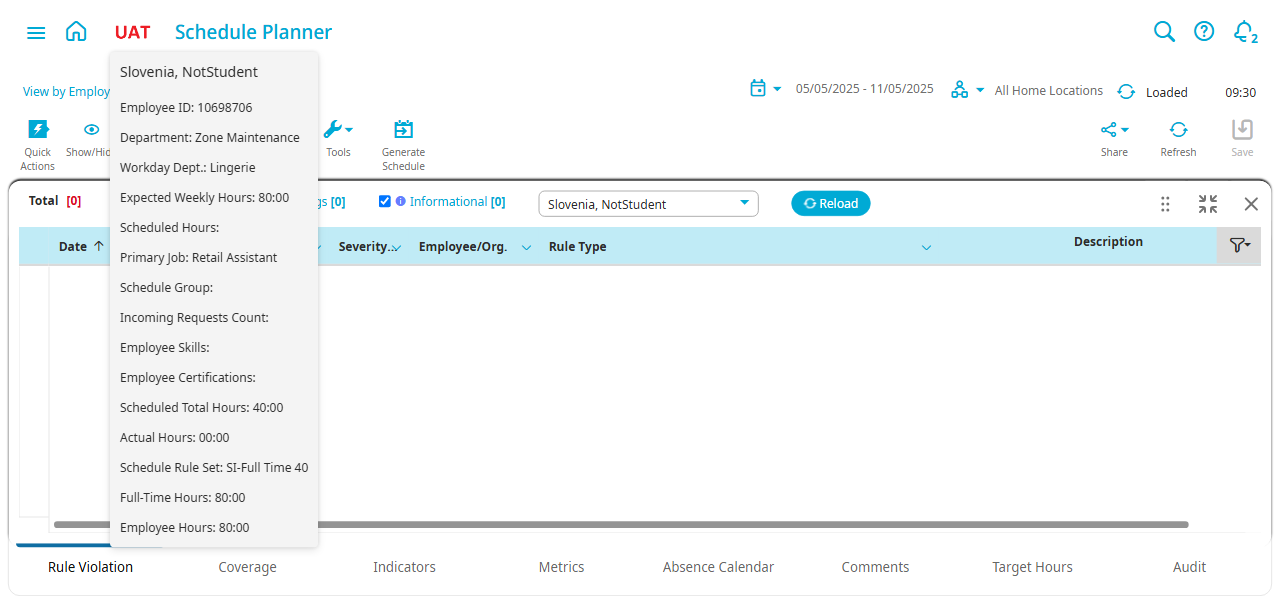 UAT Schedule Planner
2
Slovenia, NotStudent
Employee ID: 10698706
Department: Zone Maintenance
Workday Dept.: Lingerie
Expected Weekly Hours: 80:00
Scheduled Hours:
Primary Job: Retail Assistant
Schedule Group:
Incoming Requests Count:
Employee Skills:
Employee Certifications:
Scheduled Total Hours: 40:00
Actual Hours: 00:00
Schedule Rule Set: SI-Full Time 40
Full-Time Hours: 80:00
Employee Hours: 80:00
View by Employ
05/05/2025 - 11/05/2025
All Home Locations
Loaded
09:30
Quick Actions
Show/Hid
Tools
Generate Schedule
Share
Refresh
Save
Total [0]
gs [0]
Informational [0]
Slovenia, NotStudent
Reload
Date
Severity...
Employee/Org.
Rule Type
Description
Rule Violation
Coverage
Indicators
Metrics
Absence Calendar
Comments
Target Hours
Audit